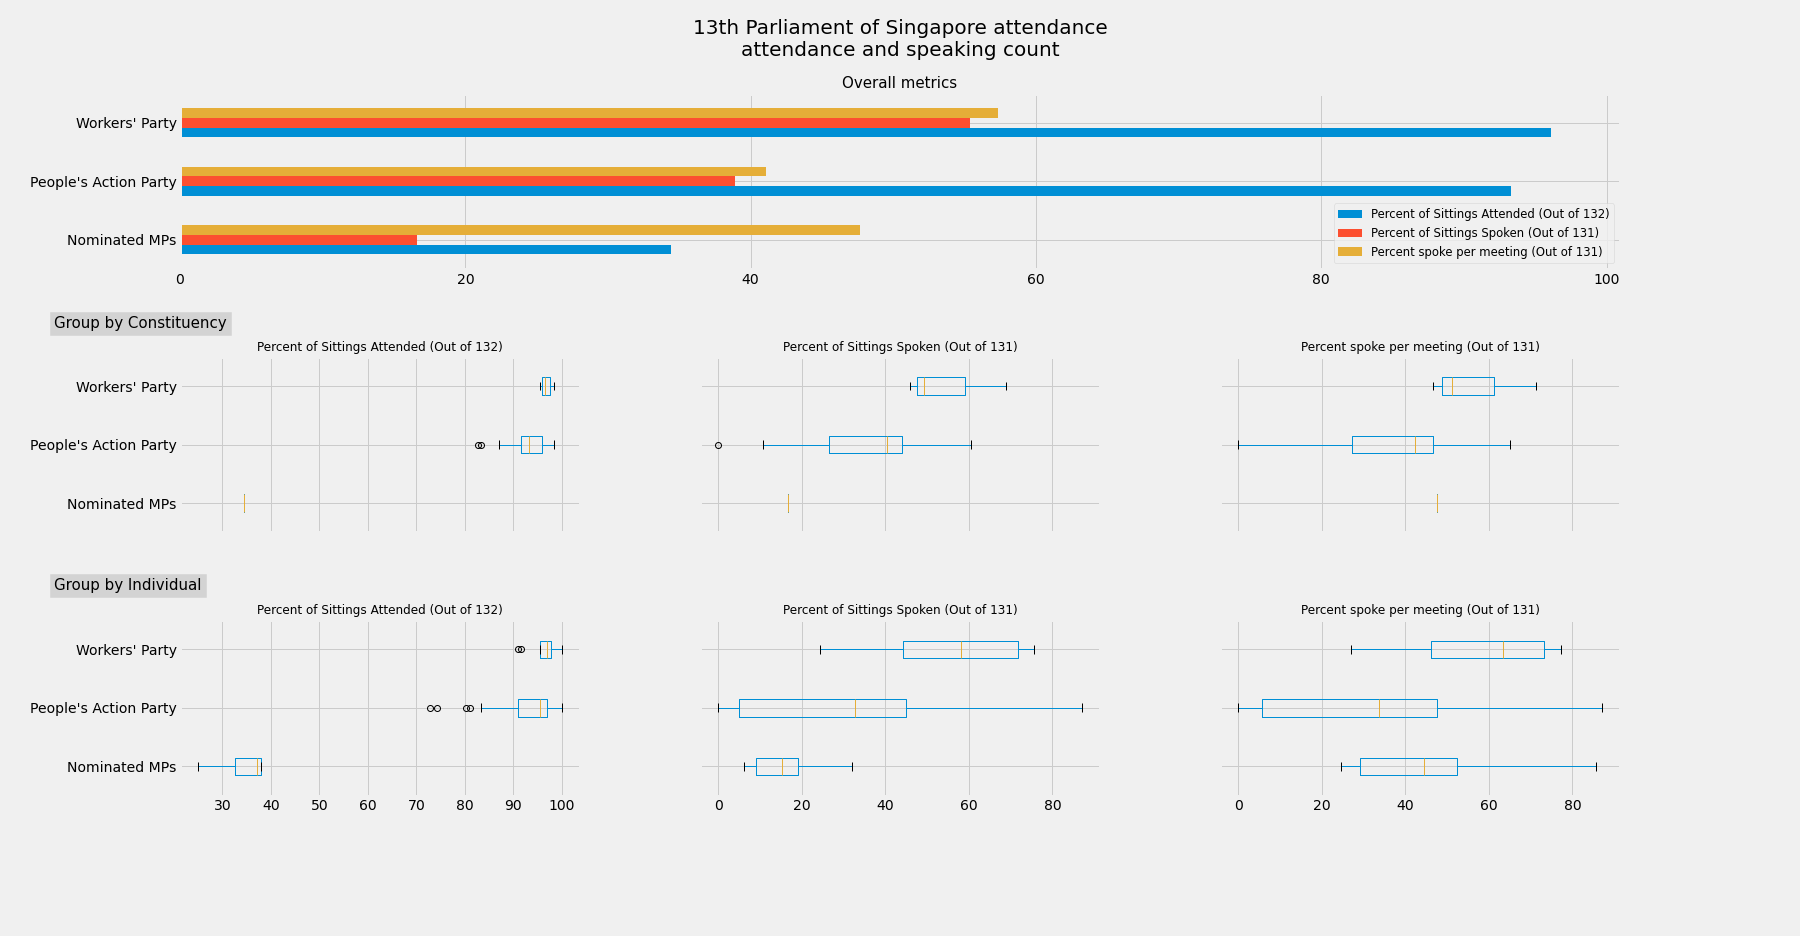 13th Parliament of Singapore attendance
attendance and speaking count
Overall metrics
Workers' Party
People's Action Party
Nominated MPs
Percent of Sittings Attended (Out of 132)
Percent of Sittings Spoken (Out of 131)
Percent spoke per meeting (Out of 131)
0 20 40 60 80 100
Group by Constituency
Percent of Sittings Attended (Out of 132) Percent of Sittings Spoken (Out of 131) Percent spoke per meeting (Out of 131)
Workers' Party
People's Action Party
Nominated MPs
Group by Individual
Percent of Sittings Attended (Out of 132) Percent of Sittings Spoken (Out of 131) Percent spoke per meeting (Out of 131)
Workers' Party
People's Action Party
Nominated MPs
30 40 50 60 70 80 90 100 0 20 40 60 80 0 20 40 60 80